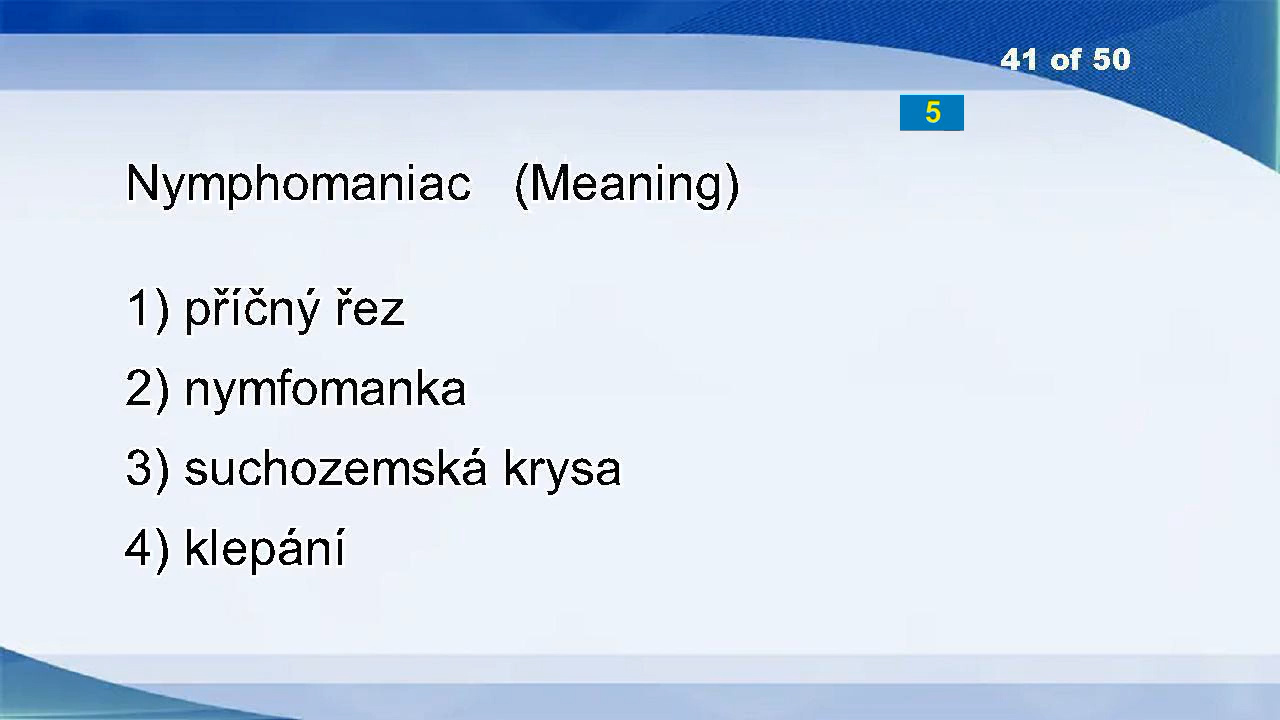 41 of 50
5
Nymphomaniac (Meaning)
1) příčný řez
2) nymfomanka
3) suchozemská krysa
4) klepání